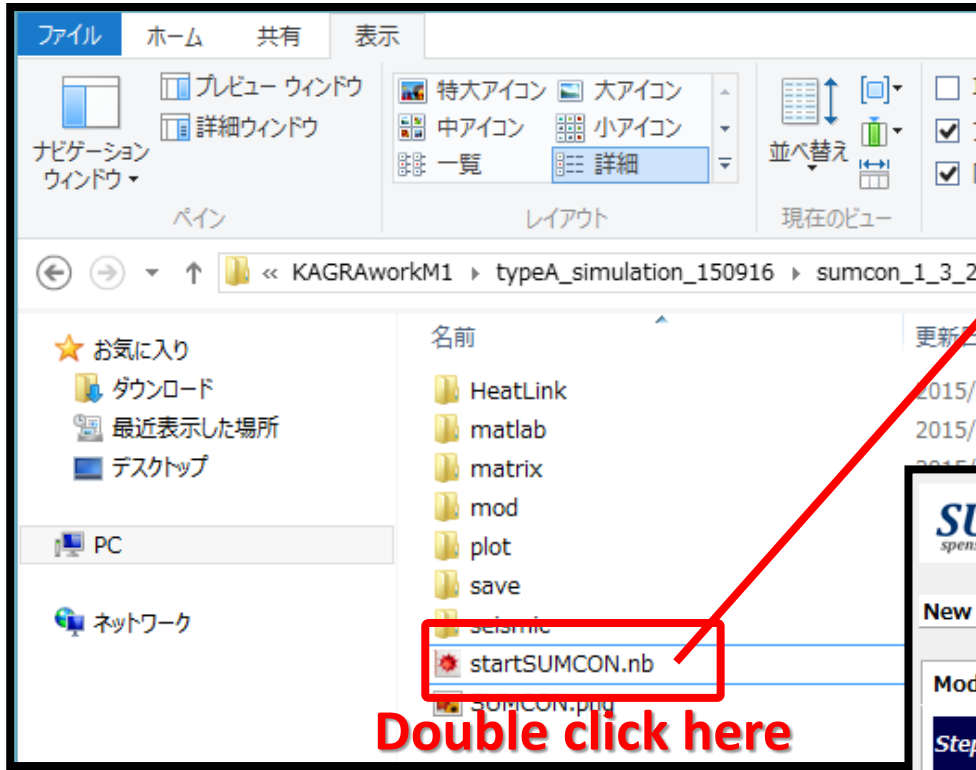 ファイル ホーム 共有 表示
プレビュー ウィンドウ
詳細ウィンドウ
ナビゲーション
ウィンドウ
特大アイコン 大アイコン
中アイコン 小アイコン
一覧 詳細
並べ替え
ペイン レイアウト 現在のビュー
« KAGRAworkM1 typeA_simulation_150916 sumcon_1_3_2
お気に入り
ダウンロード
最近表示した場所
デスクトップ
PC
ネットワーク
名前 更新日
HeatLink 2015/
matlab 2015/
matrix 2015/
mod
plot
save
seismic
startSUMCON.nb
SUMCON.png
Double click here
SU
spens
New
Mod
Step